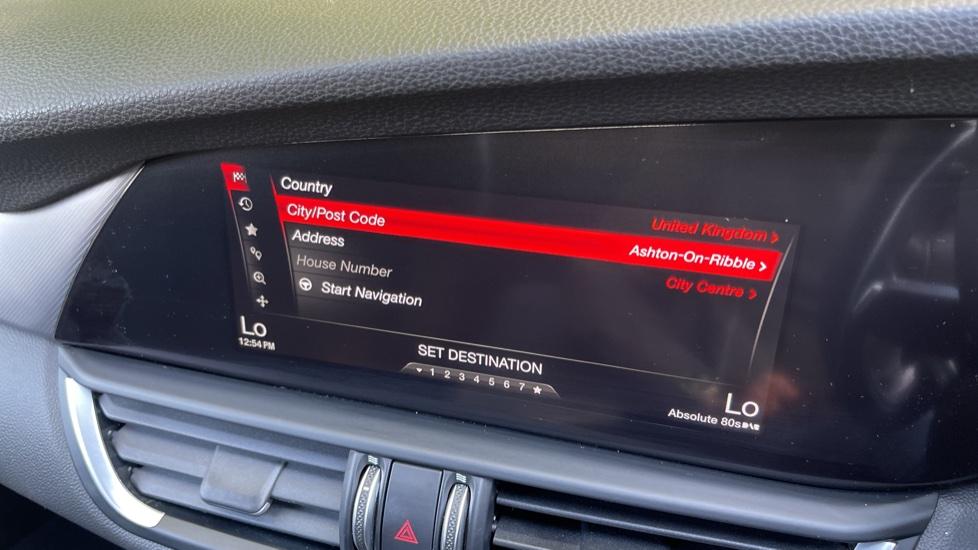 Country United Kingdom >
City/Post Code Ashton-On-Ribble >
Address City Centre >
House Number
Start Navigation
Lo
12:54 PM
SET DESTINATION
1 2 3 4 5 6 7
Lo
Absolute 80s DAB